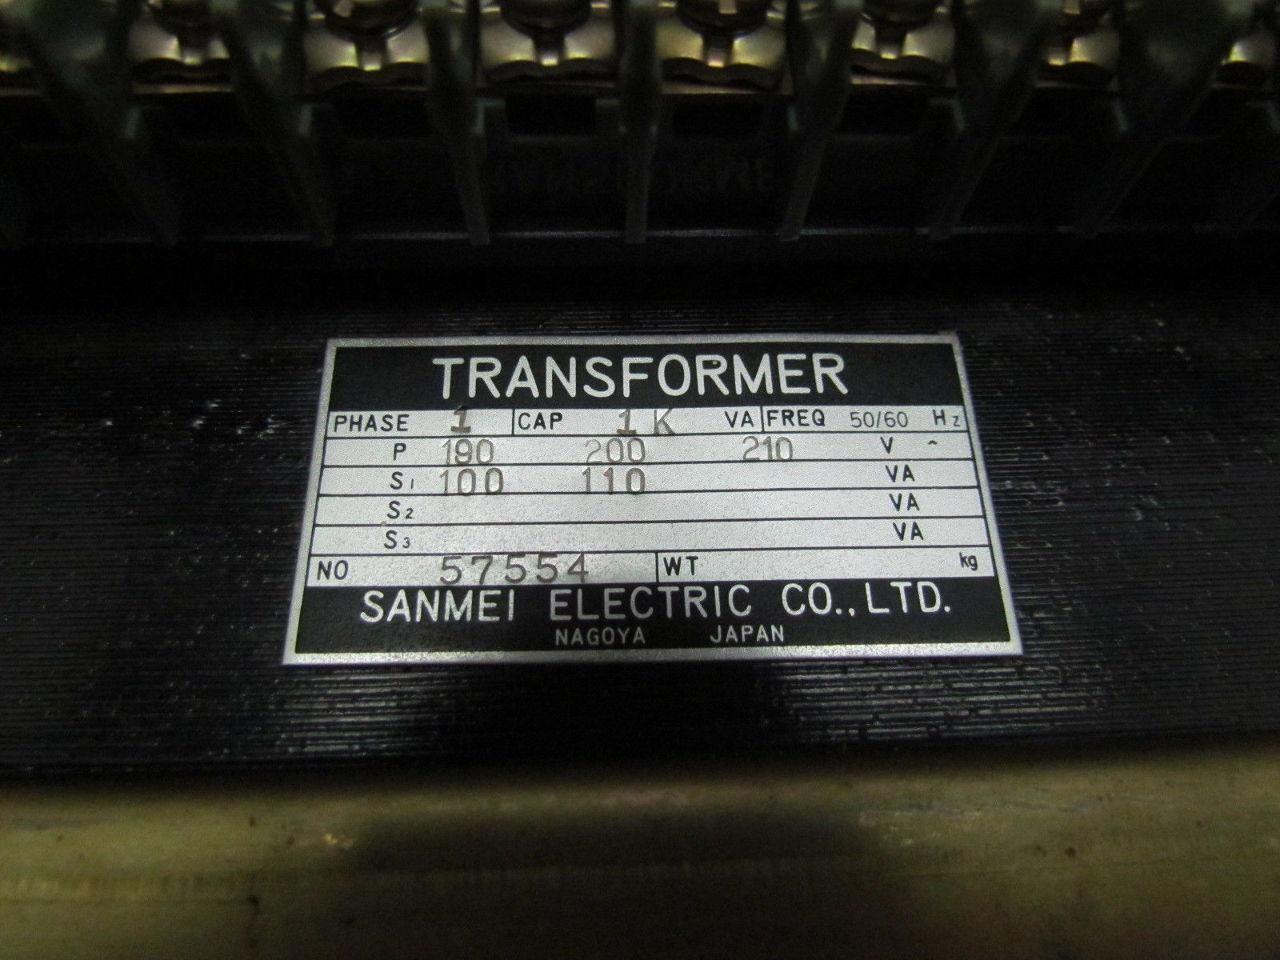 TRANSFORMER
PHASE 1 CAP 1K VA FREQ 50/60 Hz
P 190 200 210 V ~
S1 100 110 VA
S2 VA
S3 VA
NO 57554 WT kg
SANMEI ELECTRIC CO., LTD.
NAGOYA JAPAN